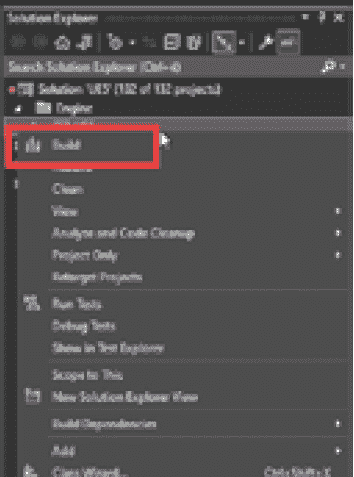 Solution Explorer
Search Solution Explorer (Ctrl+ć)
Solution 'UE5' (132 of 132 projects)
Engine
Build
Clean
View
Analyze and Code Cleanup
Project Only
Retarget Projects
Run Tests
Debug Tests
Show in Test Explorer
Scope to This
New Solution Explorer View
Build Dependencies
Add
Class Wizard... Ctrl+Shift+X